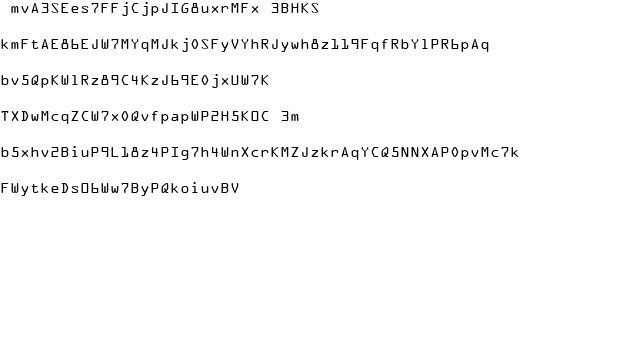 mvA3SEes7FFjCjpJIG8uxrMFx 3BHKS
kmFtAE86EJW7MYqMJkj0SFyVYhRJywh8z119FqfRbY1PR6pAq
bv5QpKW1Rz89C4KzJ69E0jxUW7K
TXDwMcqZCW7x0QvfpapWP2H5KOC 3m
b5xhv2BiuP9L18z4PIg7h4WnXcrKMZJzkrAqYCQ5NNXAP0pvMc7k
FWytkeDsO6Ww7ByPQkoiuvBV